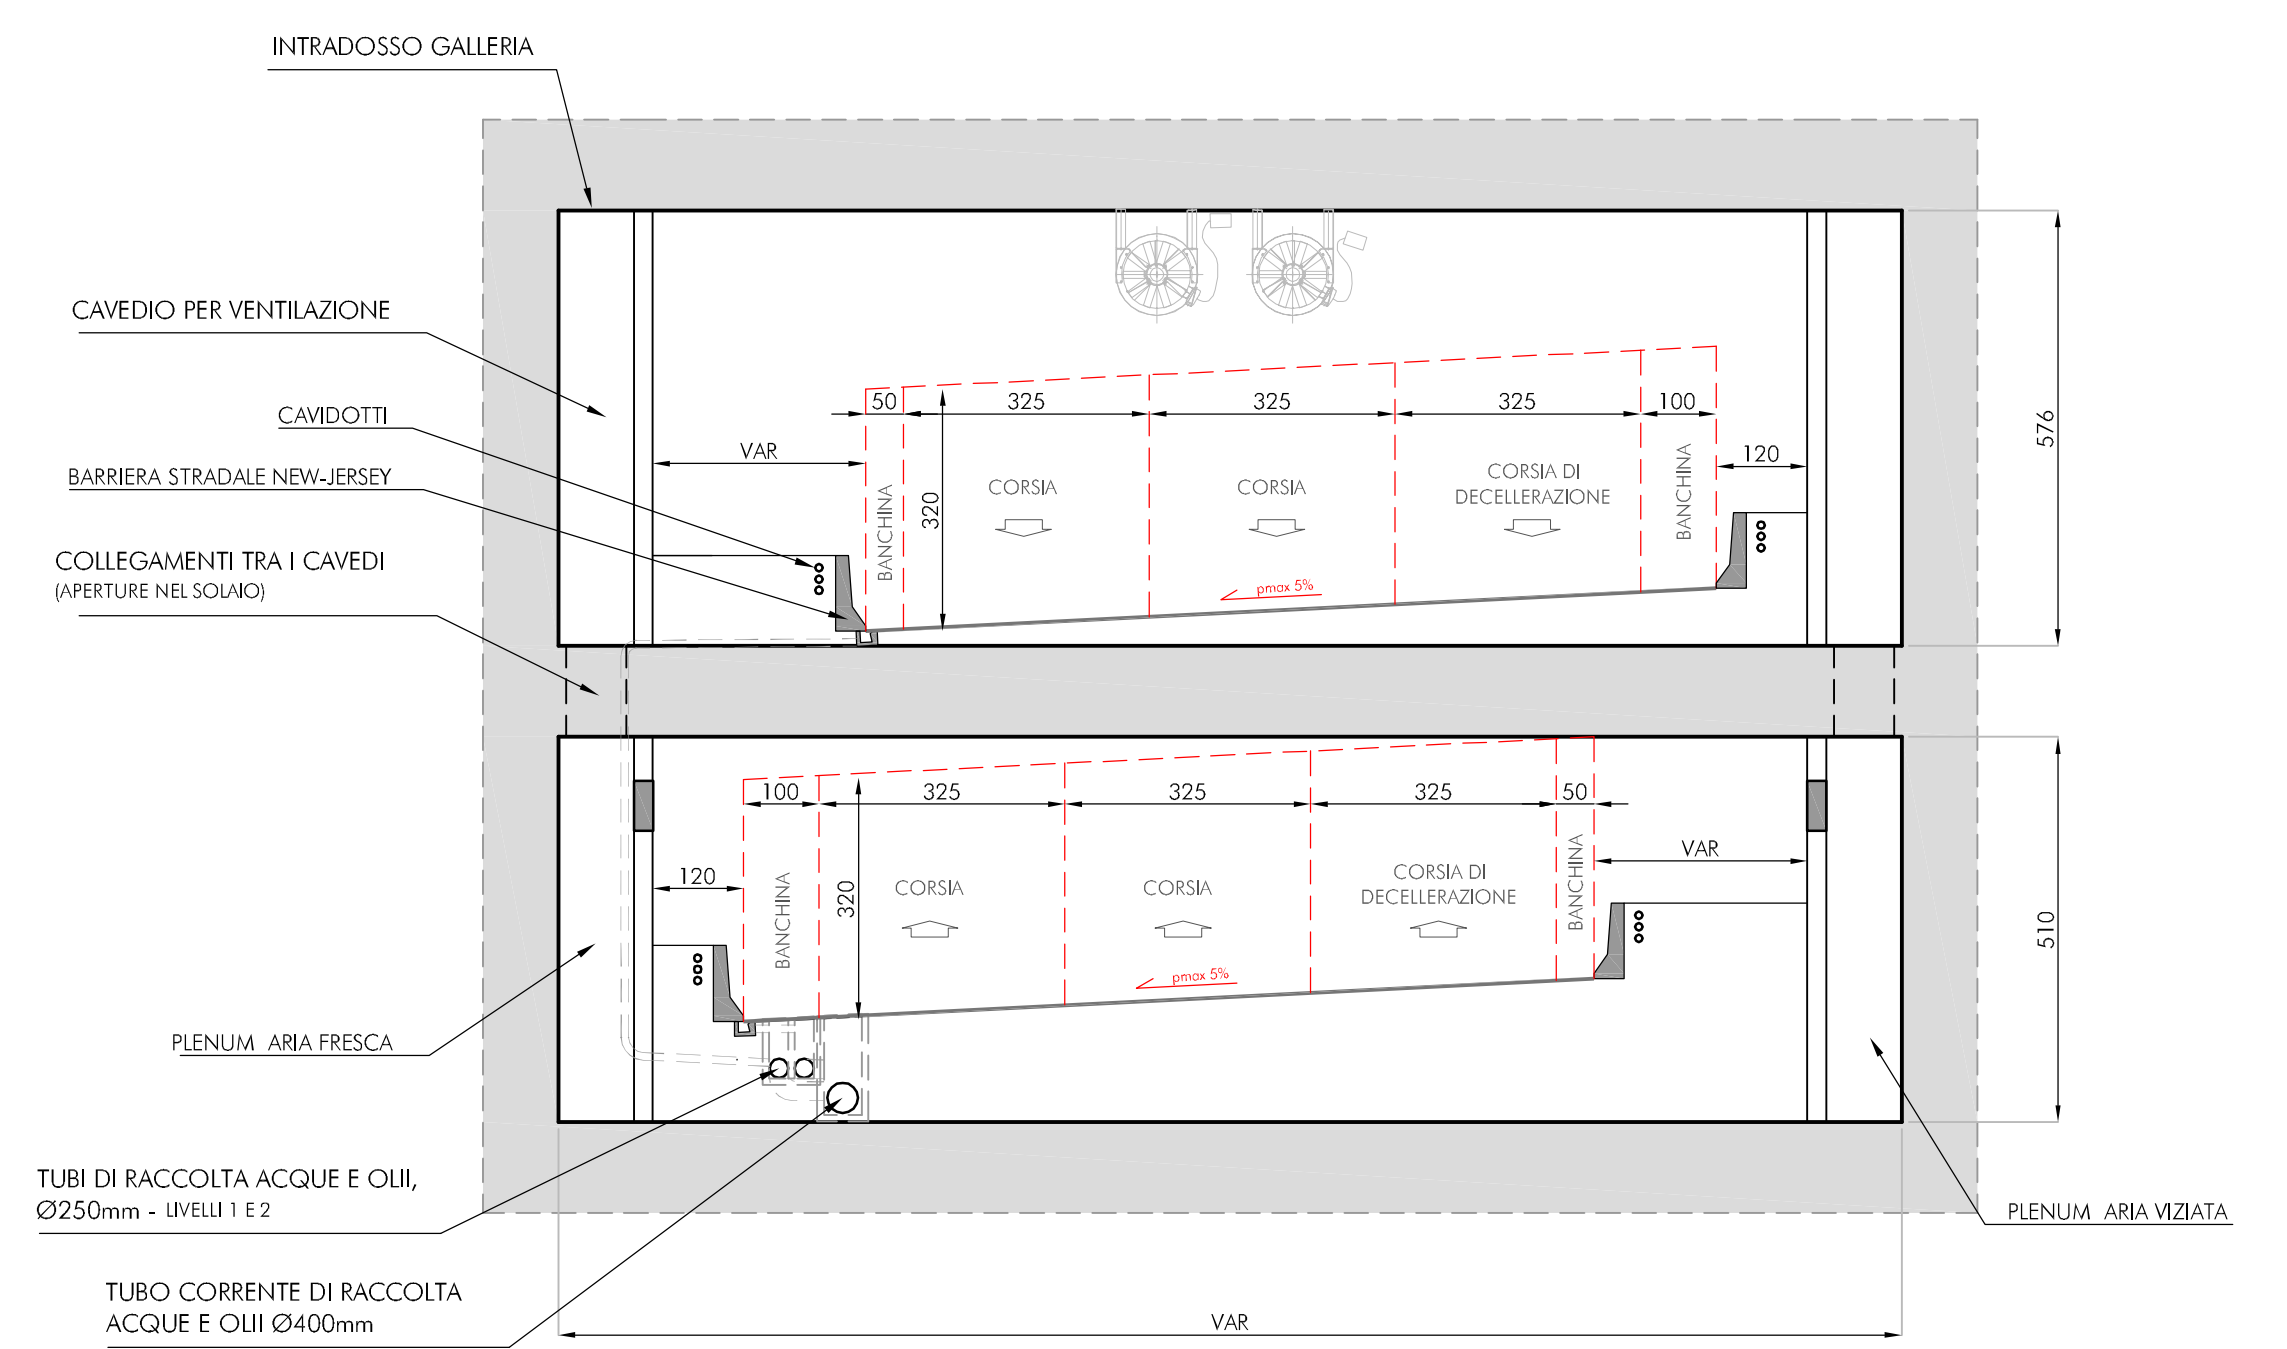 INTRADOSSO GALLERIA
CAVEDIO PER VENTILAZIONE
CAVIDOTTI
BARRIERA STRADALE NEW-JERSEY
COLLEGAMENTI TRA I CAVEDI
(APERTURE NEL SOLAIO)
50
325
325
325
100
VAR
120
576
320
BANCHINA
CORSIA
CORSIA
CORSIA DI
DECELLERAZIONE
BANCHINA
pmax 5%
100
325
325
325
50
VAR
120
510
320
BANCHINA
CORSIA
CORSIA
CORSIA DI
DECELLERAZIONE
BANCHINA
pmax 5%
PLENUM ARIA FRESCA
TUBI DI RACCOLTA ACQUE E OLII,
Ø250mm - LIVELLI 1 E 2
PLENUM ARIA VIZIATA
TUBO CORRENTE DI RACCOLTA
ACQUE E OLII Ø400mm
VAR